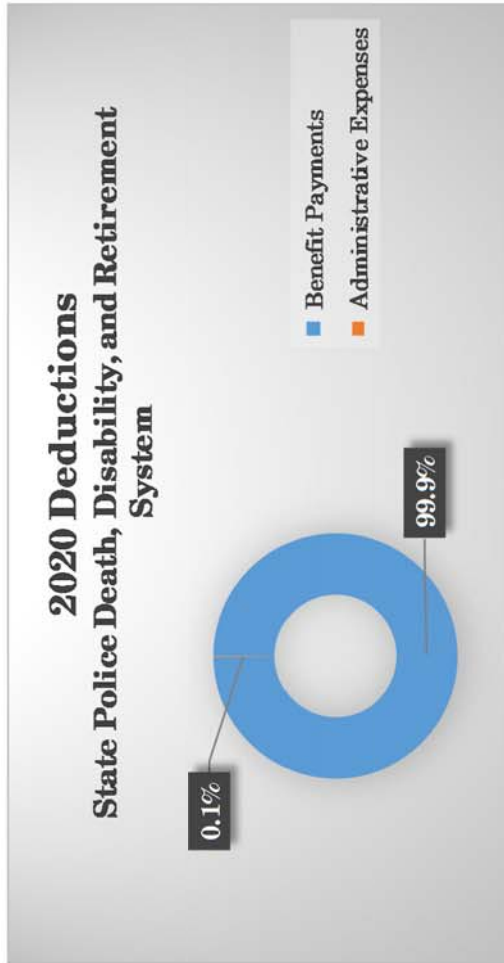 2020 Deductions
State Police Death, Disability, and Retirement
System
0.1%
99.9%
Benefit Payments
Administrative Expenses